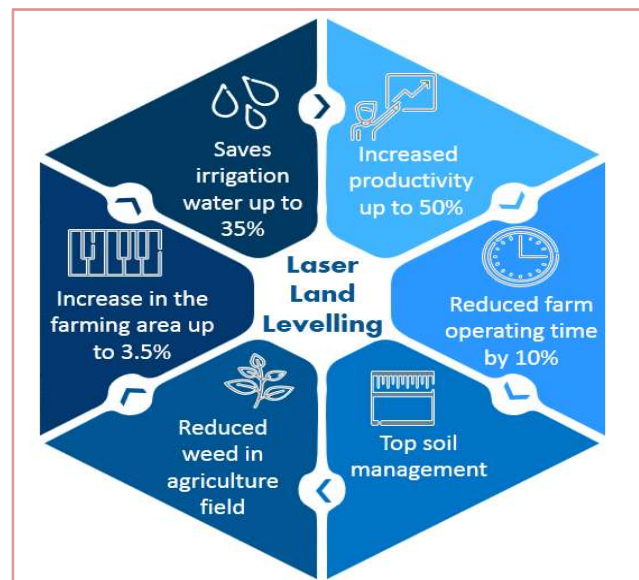 Saves
irrigation
water up to
35%
Increased
productivity
up to 50%
Laser
Land
Levelling
Increase in the
farming area up
to 3.5%
Reduced farm
operating time
by 10%
Reduced
weed in
agriculture
field
Top soil
management